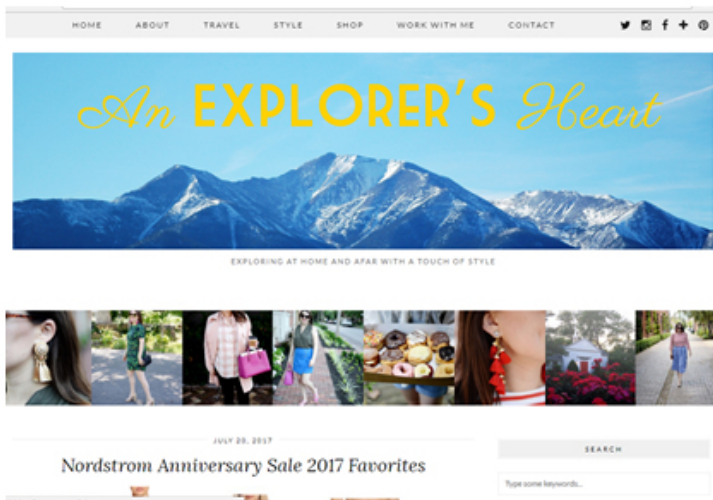 HOME ABOUT TRAVEL STYLE SHOP WORK WITH ME CONTACT
An EXPLORER'S Heart
EXPLORING AT HOME AND AFAR WITH A TOUCH OF STYLE
JULY 20, 2017
Nordstrom Anniversary Sale 2017 Favorites
SEARCH
Type some keywords...